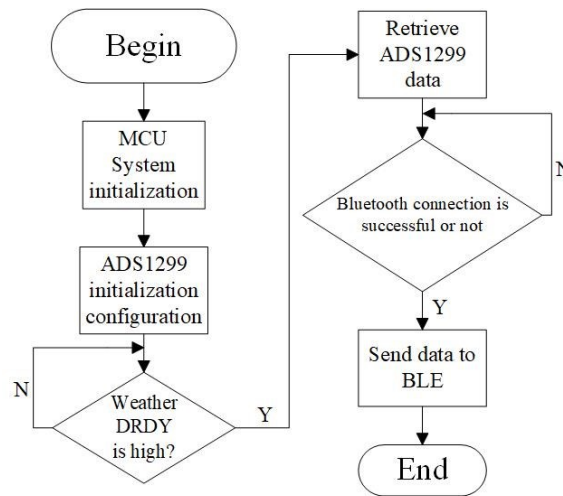 Begin
MCU
System
initialization
ADS1299
initialization
configuration
N
Weather
DRDY
is high?
Y
Retrieve
ADS1299
data
N
Bluetooth connection is
successful or not
Y
Send data to
BLE
End